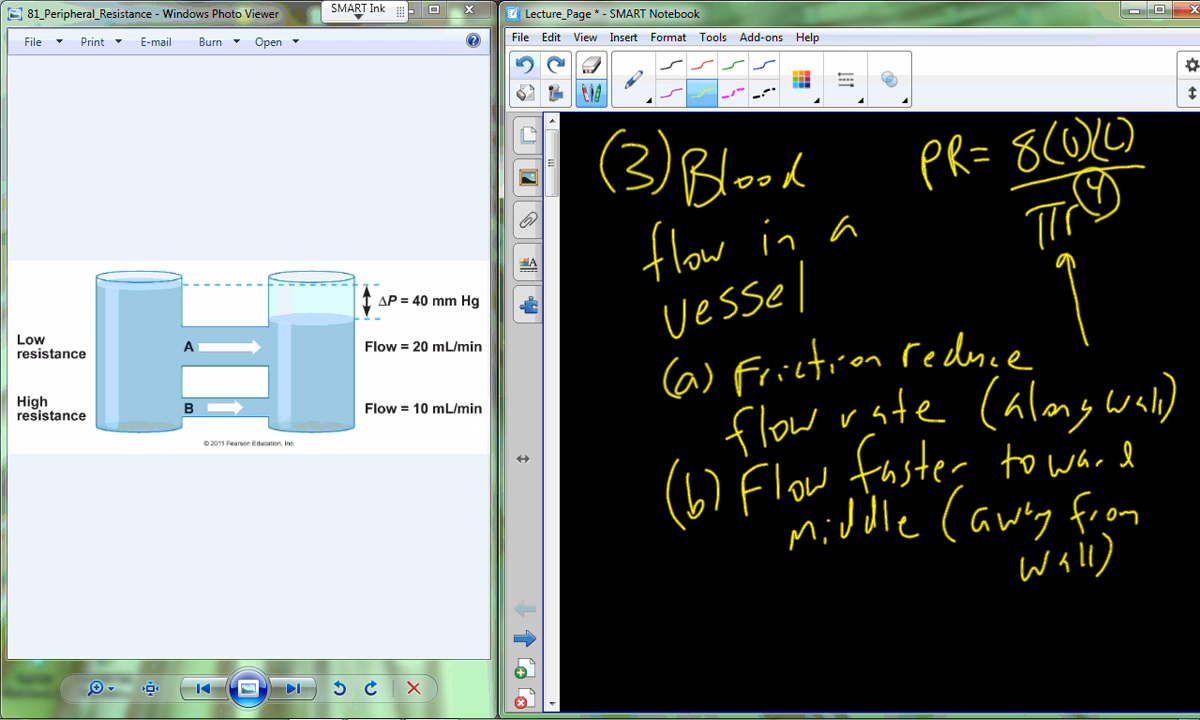 81_Peripheral_Resistance - Windows Photo Viewer
SMART Ink
File Print E-mail Burn Open
Low resistance
High resistance
A
B
ΔP = 40 mm Hg
Flow = 20 mL/min
Flow = 10 mL/min
© 2011 Pearson Education, Inc.
Lecture_Page * - SMART Notebook
File Edit View Insert Format Tools Add-ons Help
(3) Blood
flow in a
vessel
PR = 8(υ)(L)
πr⁴
(a) Friction reduce
flow rate (along wall)
(b) Flow faster toward
middle (away from
wall)